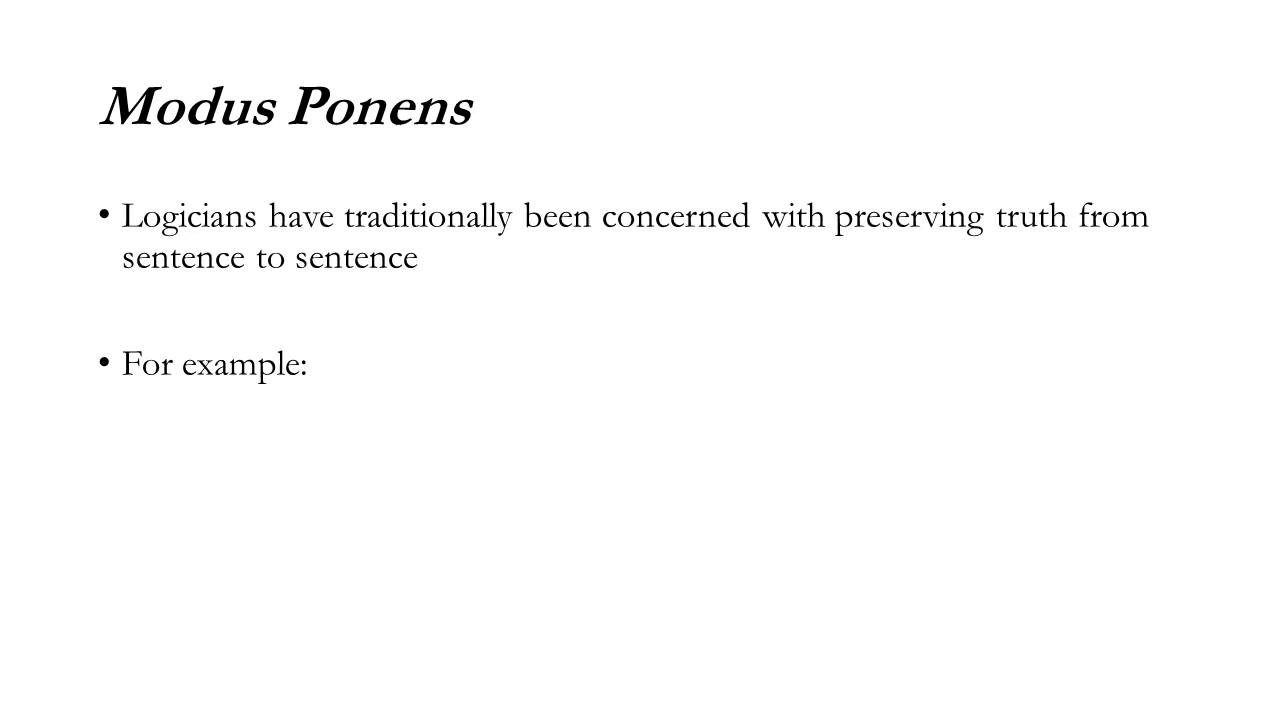 Modus Ponens
• Logicians have traditionally been concerned with preserving truth from
sentence to sentence
• For example: